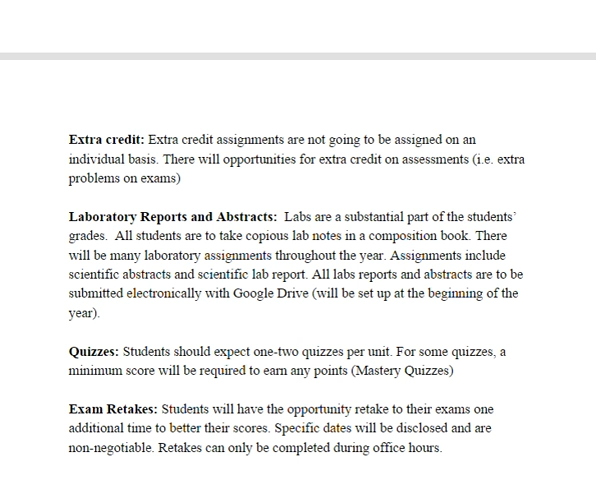 Extra credit: Extra credit assignments are not going to be assigned on an
individual basis. There will opportunities for extra credit on assessments (i.e. extra
problems on exams)
Laboratory Reports and Abstracts:  Labs are a substantial part of the students'
grades.  All students are to take copious lab notes in a composition book. There
will be many laboratory assignments throughout the year. Assignments include
scientific abstracts and scientific lab report. All labs reports and abstracts are to be
submitted electronically with Google Drive (will be set up at the beginning of the
year).
Quizzes: Students should expect one-two quizzes per unit. For some quizzes, a
minimum score will be required to earn any points (Mastery Quizzes)
Exam Retakes: Students will have the opportunity retake to their exams one
additional time to better their scores. Specific dates will be disclosed and are
non-negotiable. Retakes can only be completed during office hours.